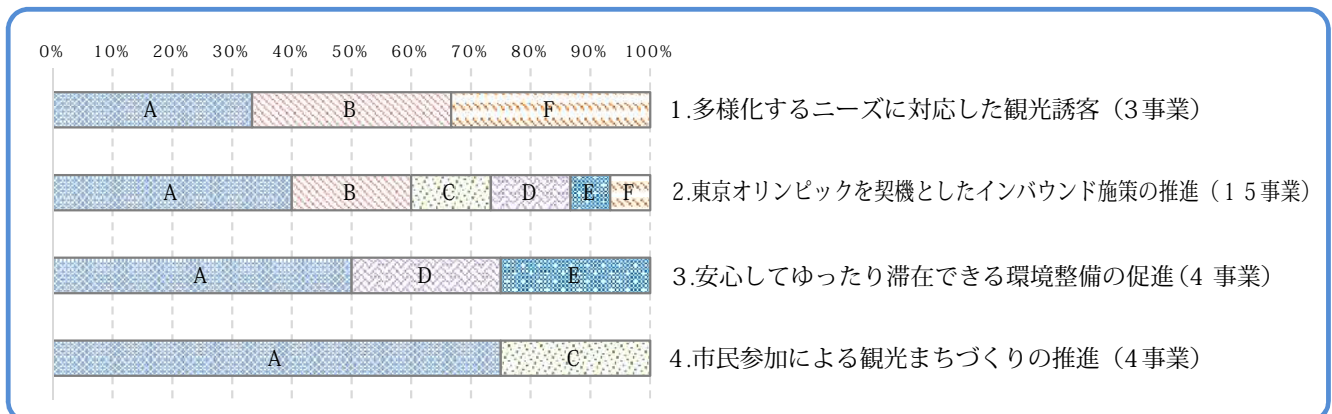 0% 10% 20% 30% 40% 50% 60% 70% 80% 90% 100%
A B F 1.多様化するニーズに対応した観光誘客（3事業）
A B C D E F 2.東京オリンピックを契機としたインバウンド施策の推進（１５事業）
A D E 3.安心してゆったり滞在できる環境整備の促進（4 事業）
A C 4.市民参加による観光まちづくりの推進（4事業）